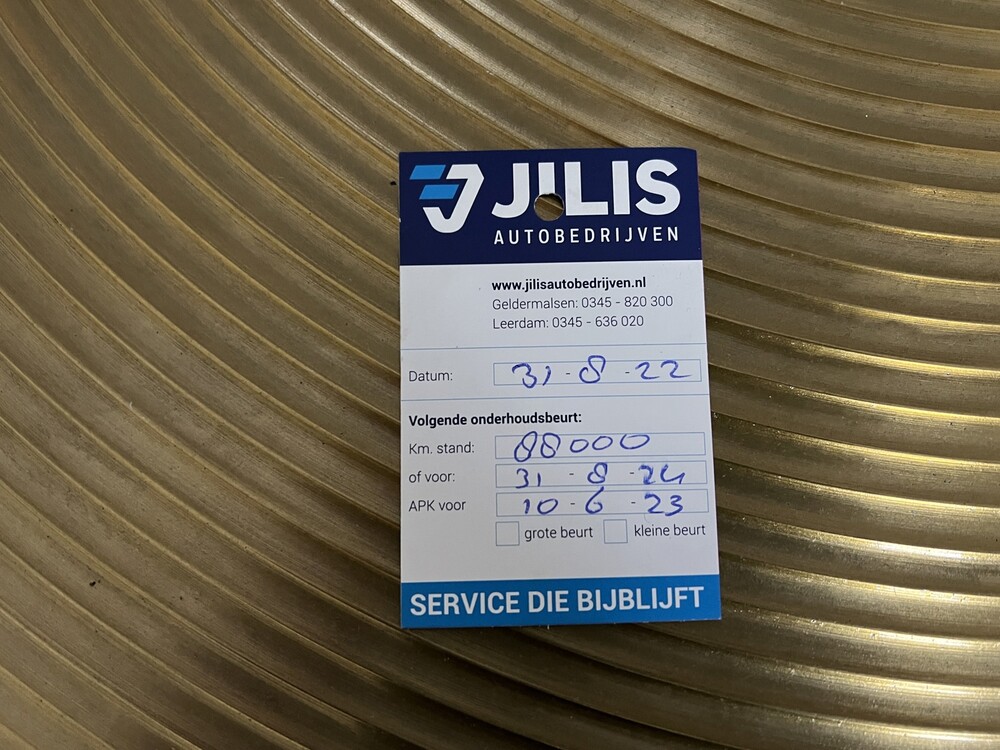 JILIS
AUTOBEDRIJVEN
www.jilisautobedrijven.nl
Geldermalsen: 0345 - 820 300
Leerdam: 0345 - 636 020
Datum: 31 - 8 - 22
Volgende onderhoudsbeurt:
Km. stand: 88000
of voor: 31 - 8 - 24
APK voor 10 - 6 - 23
grote beurt kleine beurt
SERVICE DIE BIJBLIJFT